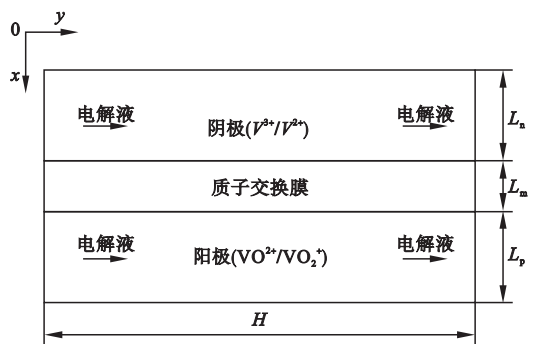 0 y
x
电解液 电解液
阴极(V³⁺/V²⁺)
Lₙ
质子交换膜
Lₘ
电解液 电解液
阳极(VO²⁺/VO₂⁺)
Lₚ
H